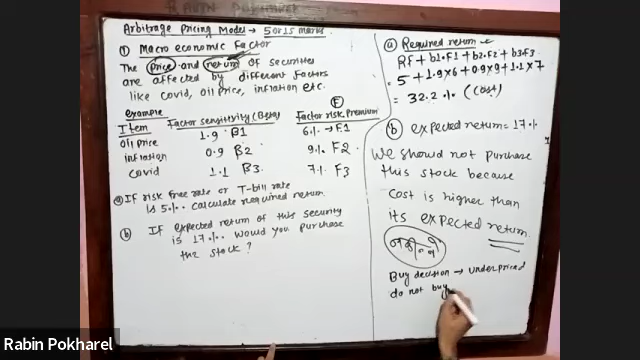 Arbitrage Pricing Model → 5 or 15 marks
① Macro economic Factor
The price and return of securities
are affected by different factors
like covid, oil price, inflation etc.
example
Item Factor sensitivity (Beta) Factor risk premium (F)
oil price 1.9 β1 6% → F1
inflation 0.9 β2 9% F2
covid 1.1 β3 7% F3
ⓐ If risk free rate or T-bill rate
is 5%. Calculate required return.
ⓑ If expected return of this security
is 17%. Would you purchase
the stock?
ⓐ Required return
RF + b1.F1 + b2.F2 + b3F3
= 5 + 1.9×6 + 0.9×9 + 1.1×7
= 32.2% (cost)
ⓑ expected return = 17%
We should not purchase
this stock because
cost is higher than
its expected return
Buy decision → underpriced
do not buy
Rabin Pokharel